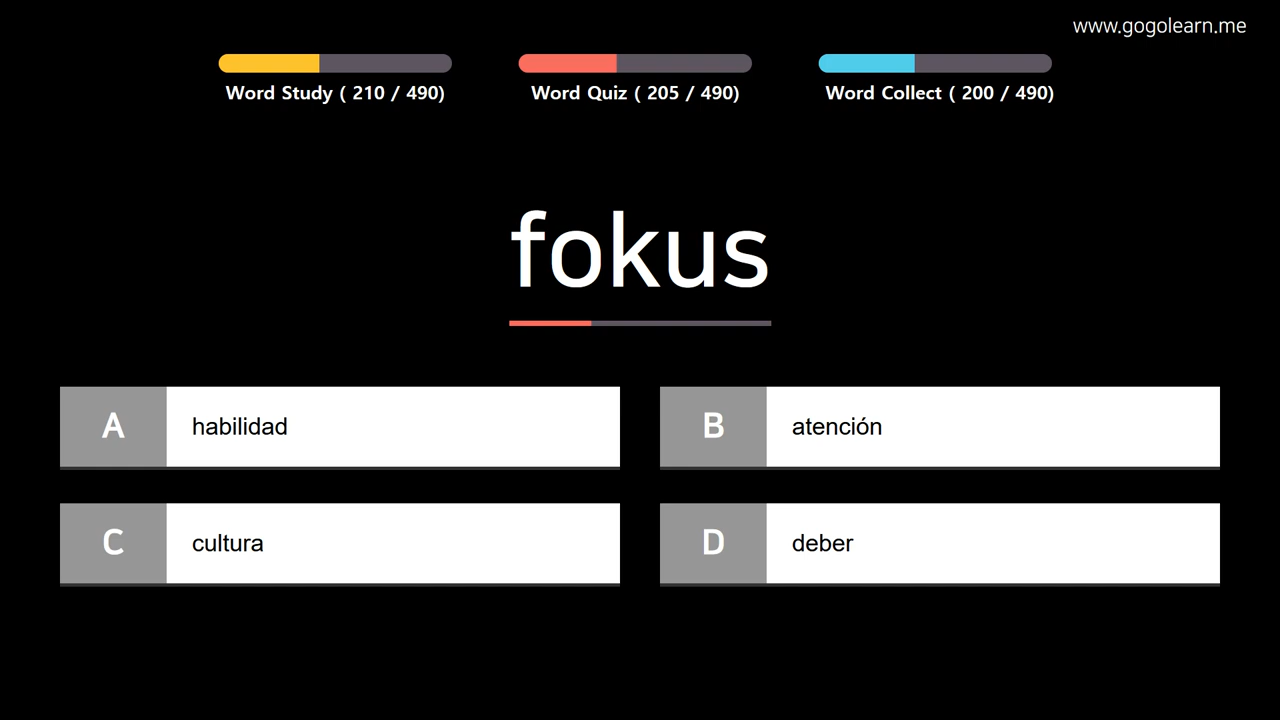 www.gogolearn.me
Word Study ( 210 / 490)
Word Quiz ( 205 / 490)
Word Collect ( 200 / 490)
fokus
A habilidad
B atención
C cultura
D deber